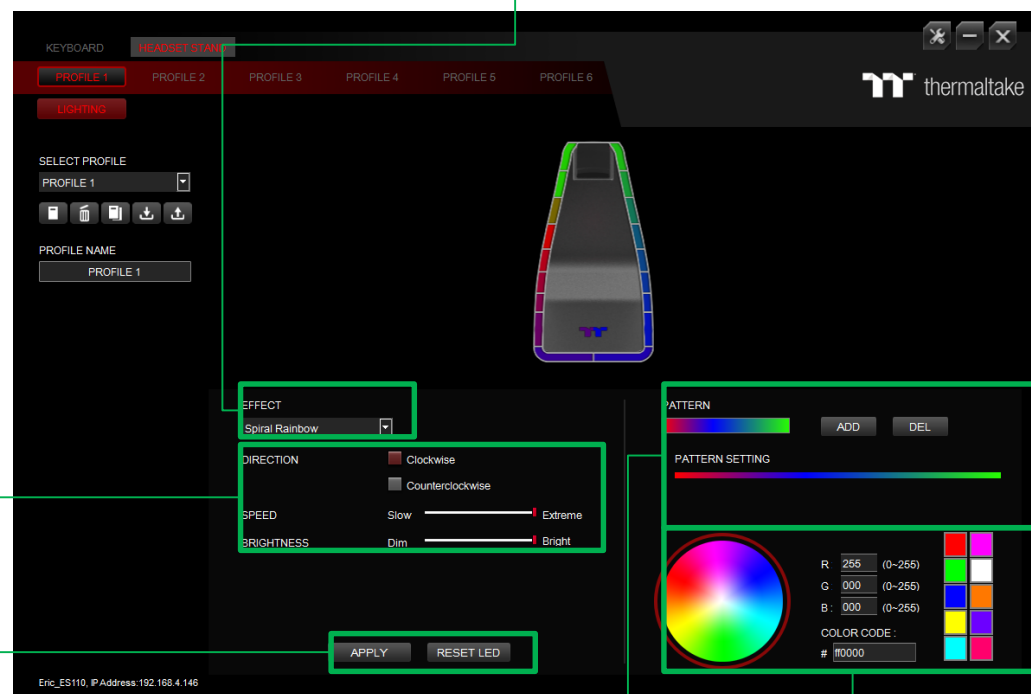 KEYBOARD HEADSET STAND
PROFILE 1 PROFILE 2 PROFILE 3 PROFILE 4 PROFILE 5 PROFILE 6
thermaltake
LIGHTING
SELECT PROFILE
PROFILE 1
PROFILE NAME
PROFILE 1
EFFECT
Spiral Rainbow
DIRECTION Clockwise
Counterclockwise
SPEED Slow Extreme
BRIGHTNESS Dim Bright
APPLY RESET LED
PATTERN
ADD DEL
PATTERN SETTING
R 255 (0~255)
G 000 (0~255)
B : 000 (0~255)
COLOR CODE :
# ff0000
Eric_ES110, IP Address:192.168.4.146